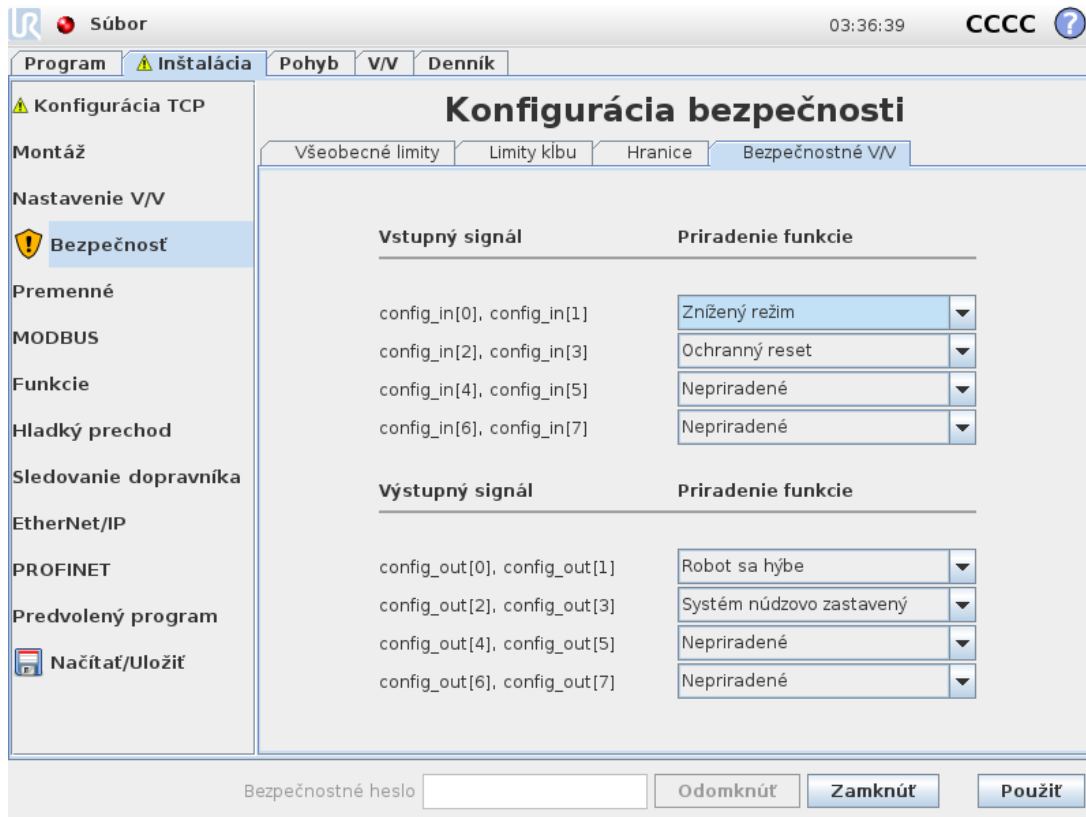 UR Súbor 03:36:39 CCCC ?
Program Inštalácia Pohyb V/V Denník
Konfigurácia TCP
Montáž
Nastavenie V/V
Bezpečnosť
Premenné
MODBUS
Funkcie
Hladký prechod
Sledovanie dopravníka
EtherNet/IP
PROFINET
Predvolený program
Načítať/Uložiť
Konfigurácia bezpečnosti
Všeobecné limity Limity kĺbu Hranice Bezpečnostné V/V
Vstupný signál Priradenie funkcie
config_in[0], config_in[1] Znížený režim
config_in[2], config_in[3] Ochranný reset
config_in[4], config_in[5] Nepriradené
config_in[6], config_in[7] Nepriradené
Výstupný signál Priradenie funkcie
config_out[0], config_out[1] Robot sa hýbe
config_out[2], config_out[3] Systém núdzovo zastavený
config_out[4], config_out[5] Nepriradené
config_out[6], config_out[7] Nepriradené
Bezpečnostné heslo Odomknúť Zamknúť Použiť